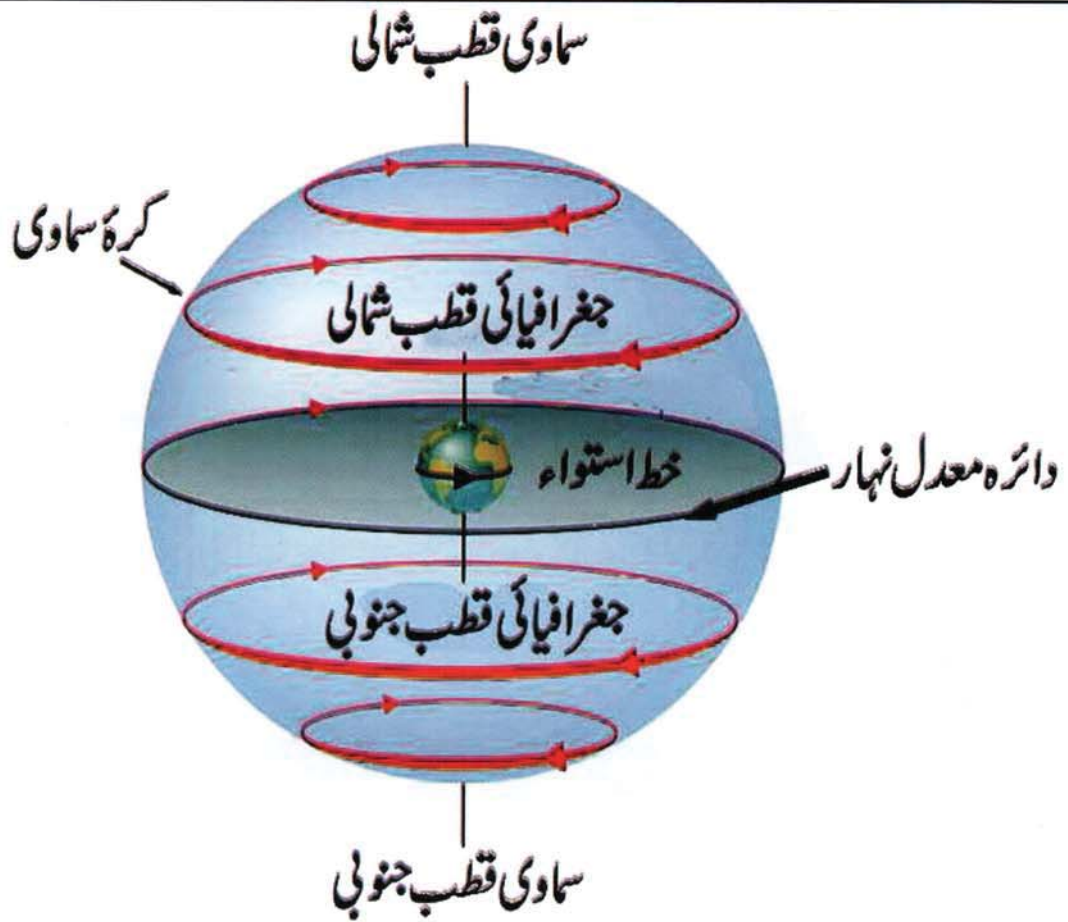 سماوی قطب شمالی
کرۂ سماوی
جغرافیائی قطب شمالی
خط استواء
دائرہ معدل نہار
جغرافیائی قطب جنوبی
سماوی قطب جنوبی